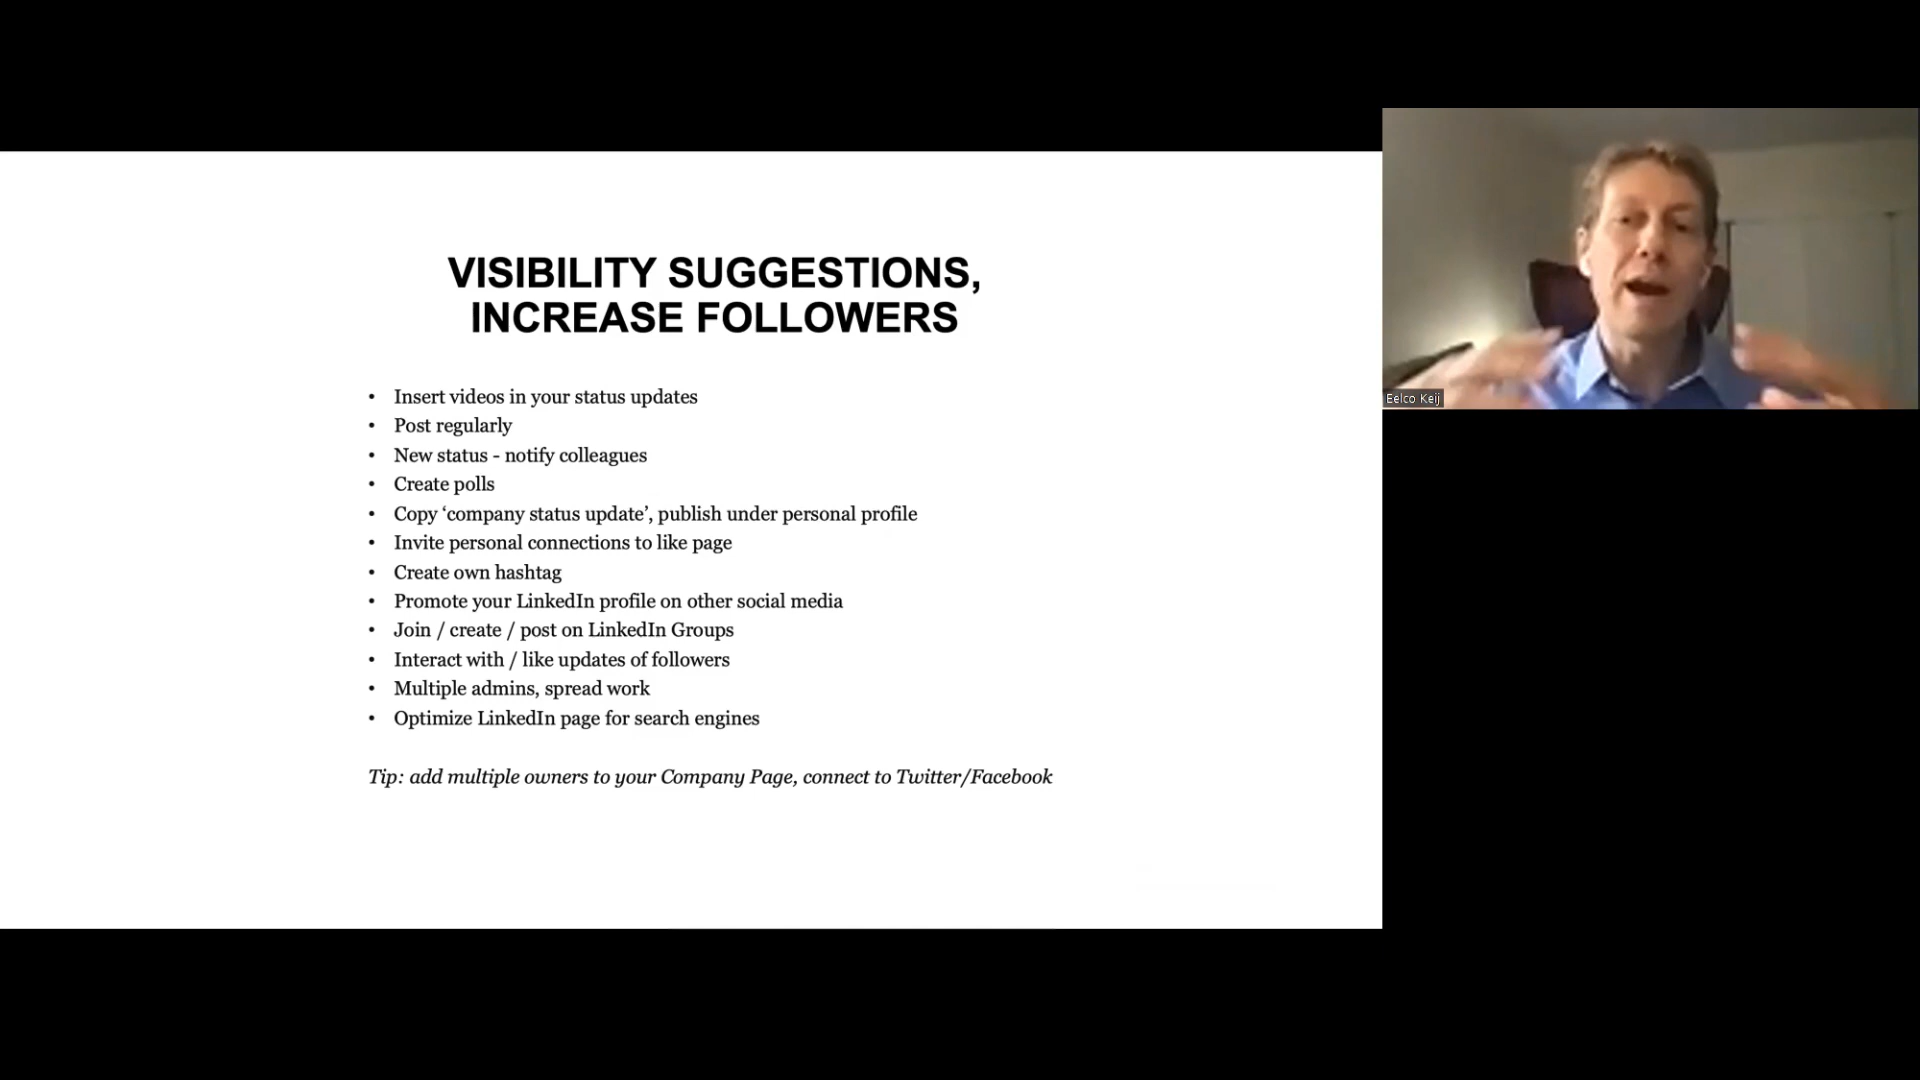 VISIBILITY SUGGESTIONS,
INCREASE FOLLOWERS
• Insert videos in your status updates
• Post regularly
• New status - notify colleagues
• Create polls
• Copy ‘company status update’, publish under personal profile
• Invite personal connections to like page
• Create own hashtag
• Promote your LinkedIn profile on other social media
• Join / create / post on LinkedIn Groups
• Interact with / like updates of followers
• Multiple admins, spread work
• Optimize LinkedIn page for search engines
Tip: add multiple owners to your Company Page, connect to Twitter/Facebook
Eelco Keij